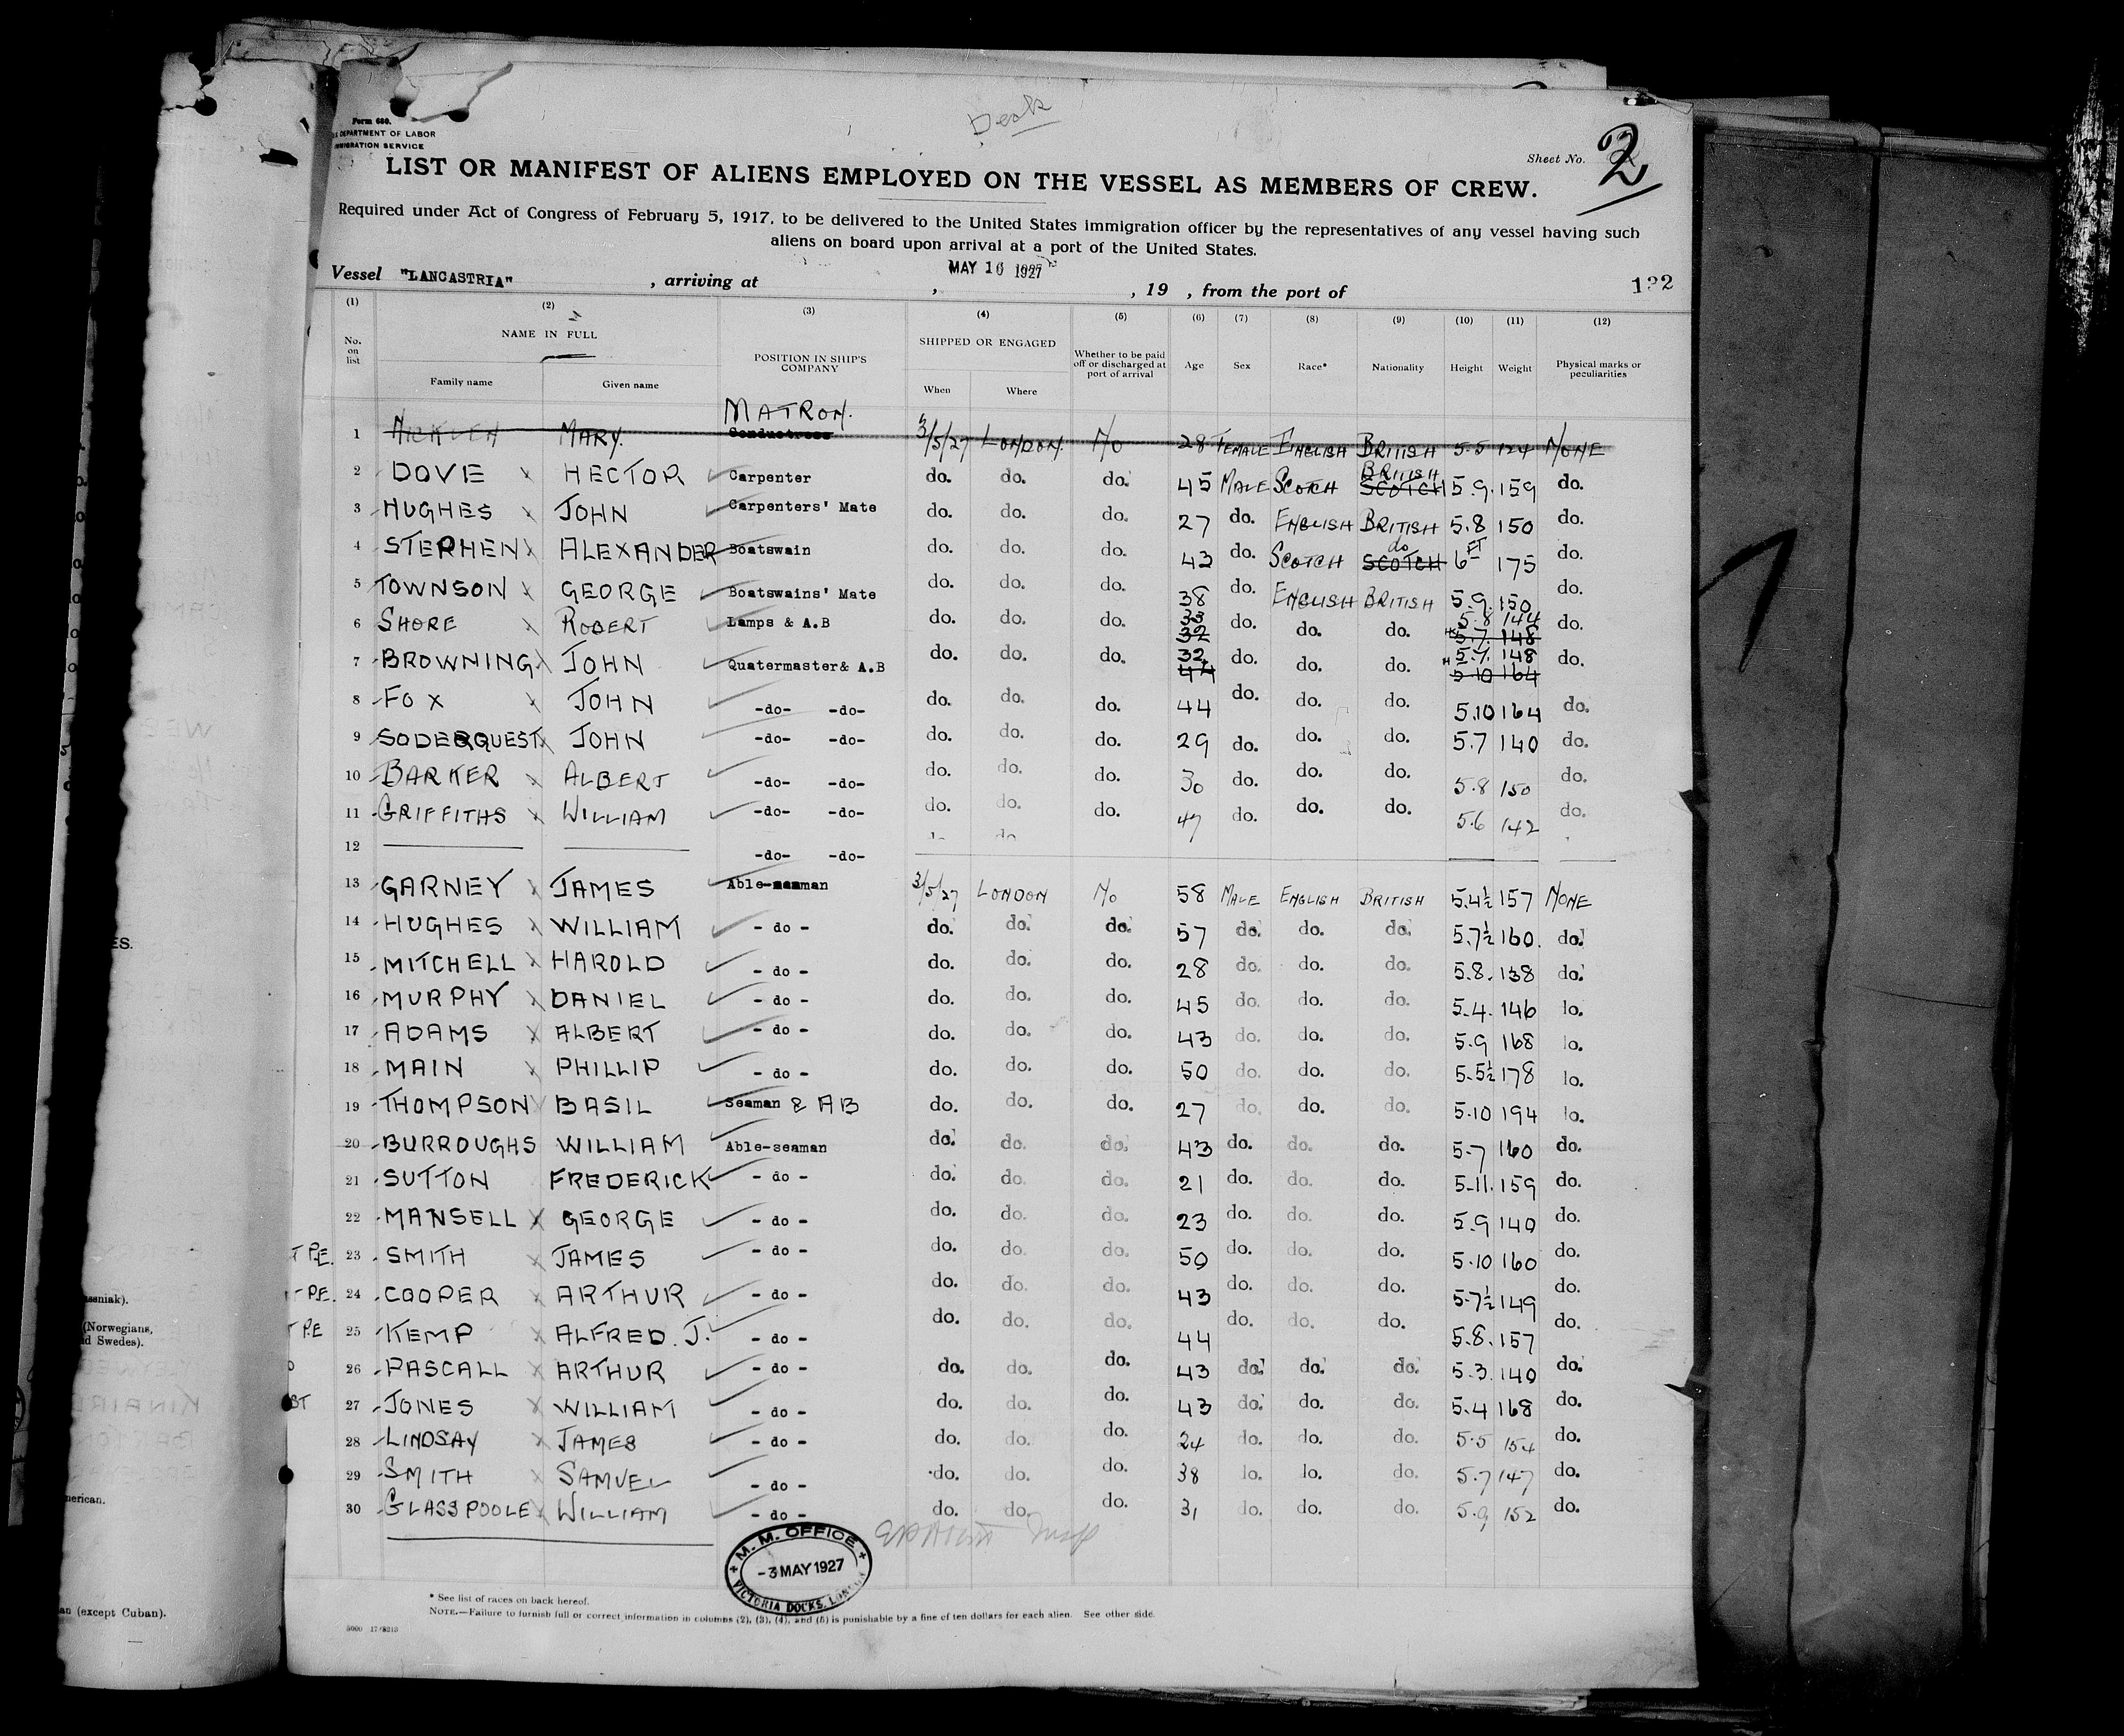 Desk
Form 680.
DEPARTMENT OF LABOR
IMMIGRATION SERVICE
Sheet No. 2
LIST OR MANIFEST OF ALIENS EMPLOYED ON THE VESSEL AS MEMBERS OF CREW.
Required under Act of Congress of February 5, 1917, to be delivered to the United States immigration officer by the representatives of any vessel having such
aliens on board upon arrival at a port of the United States.
MAY 16 1927
Vessel "LANCASTRIA" , arriving at , , 19 , from the port of 122
(1) (2) (3) (4) (5) (6) (7) (8) (9) (10) (11) (12)
No. on list NAME IN FULL Family name Given name POSITION IN SHIP'S COMPANY SHIPPED OR ENGAGED When Where Whether to be paid off or discharged at port of arrival Age Sex Race* Nationality Height Weight Physical marks or peculiarities
MATRON.
1 MARY. Conductress 3/5/27 LONDON. NO 28 FEMALE ENGLISH BRITISH 5.5 124 NONE
2 DOVE HECTOR Carpenter do. do. do. 45 MALE SCOTCH BRITISH SCOTCH 5.9. 159 do.
3 HUGHES JOHN Carpenters' Mate do. do. do. 27 do. ENGLISH BRITISH 5.8 150 do.
4 STEPHEN ALEXANDER Boatswain do. do. do. 42 do. SCOTCH do SCOTCH 6 FT 175 do.
5 TOWNSON GEORGE Boatswains' Mate do. do. do. 38 do. ENGLISH BRITISH 5.9. 150 do.
6 SHORE ROBERT Lamps & A.B do. do. do. 33 32 do. do. do. 5.8 144 5.7. 148 do.
7 BROWNING JOHN Quatermaster & A.B do. do. do. 32 44 do. do. do. 5.7. 148 5.10 164 do.
8 FOX JOHN -do- -do- do. do. do. 44 do. do. do. 5.10 164 do.
9 SODERQUEST JOHN -do- -do- do. do. do. 29 do. do. do. 5.7 140 do.
10 BARKER ALBERT -do- -do- do. do. do. 30 do. do. do. 5.8 150 do.
11 GRIFFITHS WILLIAM -do- -do- do. do. do. 47 do. do. do. 5.6 142 do.
12 -do- -do-
13 GARNEY JAMES Able-seaman 3/5/27 LONDON NO 58 MALE ENGLISH BRITISH 5.4½ 157 NONE
14 HUGHES WILLIAM - do - do. do. do. 57 do. do. do. 5.7½ 160. do.
15 MITCHELL HAROLD - do - do. do. do. 28 do. do. do. 5.8. 138 do.
16 MURPHY DANIEL - do - do. do. do. 45 do. do. do. 5.4. 146 do.
17 ADAMS ALBERT - do - do. do. do. 43 do. do. do. 5.9 168 do.
18 MAIN PHILLIP - do - do. do. do. 50 do. do. do. 5.5½ 178 do.
19 THOMPSON BASIL Seaman & AB do. do. do. 27 do. do. do. 5.10 194 do.
20 BURROUGHS WILLIAM Able-seaman do. do. do. 43 do. do. do. 5.7 160 do.
21 SUTTON FREDERICK - do - do. do. do. 21 do. do. do. 5.11. 159 do.
22 MANSELL GEORGE - do - do. do. do. 23 do. do. do. 5.9 140 do.
T P.E. 23 SMITH JAMES - do - do. do. do. 50 do. do. do. 5.10 160 do.
P.E. 24 COOPER ARTHUR - do - do. do. do. 43 do. do. do. 5.7½ 149 do.
T P.E 25 KEMP ALFRED. J. - do - do. do. do. 44 do. do. do. 5.8. 157 do.
26 PASCALL ARTHUR - do - do. do. do. 43 do. do. do. 5.3. 140 do.
ST 27 JONES WILLIAM - do - do. do. do. 43 do. do. do. 5.4 168 do.
28 LINDSAY JAMES - do - do. do. do. 24 do. do. do. 5.5 154 do.
29 SMITH SAMUEL - do - do. do. do. 38 do. do. do. 5.7 147 do.
30 GLASSPOOLE WILLIAM - do - do. do. do. 31 do. do. do. 5.9 152 do.
M. M. OFFICE
-3 MAY 1927
VICTORIA DOCKS, LONDON
* See list of races on back hereof.
NOTE.—Failure to furnish full or correct information in columns (2), (3), (4), and (5) is punishable by a fine of ten dollars for each alien. See other side.
ES.
(Norwegians,
d Swedes).
merican.
an (except Cuban).